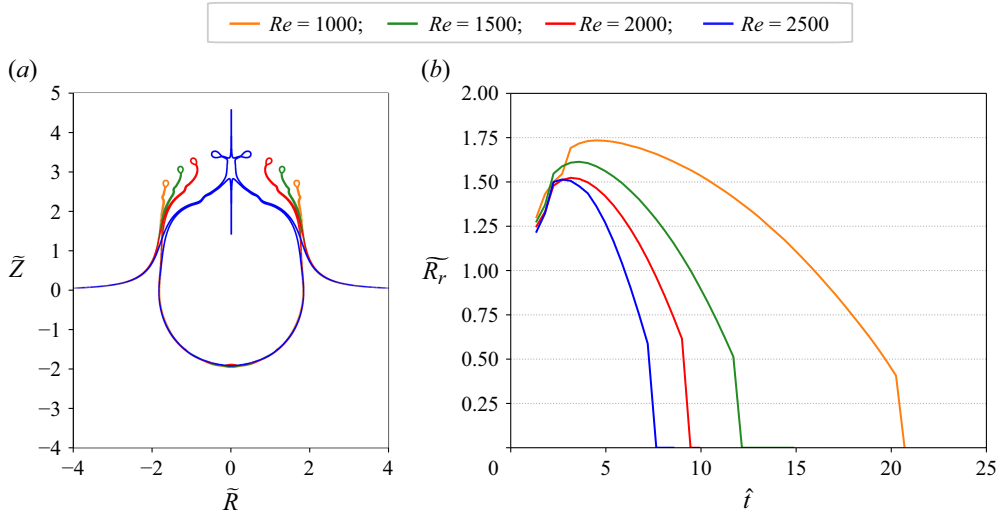 Re = 1000; Re = 1500; Re = 2000; Re = 2500
(a) (b)
5
4
3
2
1
0
−1
−2
−3
−4
Z̃
−4 −2 0 2 4
R̃
2.00
1.75
1.50
1.25
1.00
0.75
0.50
0.25
R̃_r
0 5 10 15 20 25
t̂